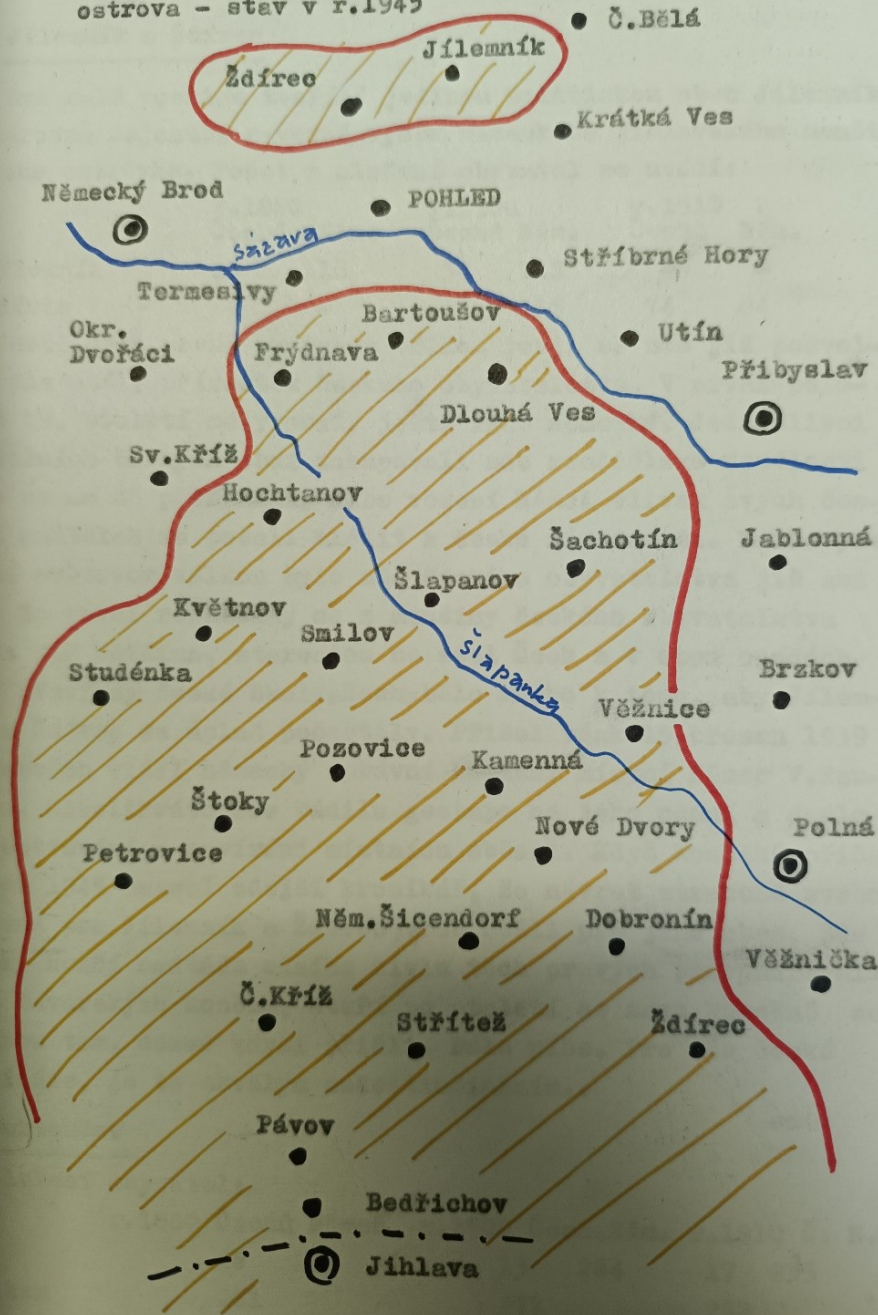 ostrova - stav v r.1945
Č.Bělá
Jílemník
Ždírec
Krátká Ves
Německý Brod
POHLED
Sázava
Stříbrné Hory
Termesivy
Bartoušov
Okr.
Dvořáci
Frýdnava
Utín
Přibyslav
Dlouhá Ves
Sv.Kříž
Hochtanov
Šachotín
Jablonná
Šlapanov
Květnov
Smilov
Šlapanka
Studénka
Brzkov
Věžnice
Pozovice
Kamenná
Štoky
Nové Dvory
Polná
Petrovice
Něm.Šicendorf
Dobronín
Věžnička
Č.Kříž
Střítež
Ždírec
Pávov
Bedřichov
Jihlava